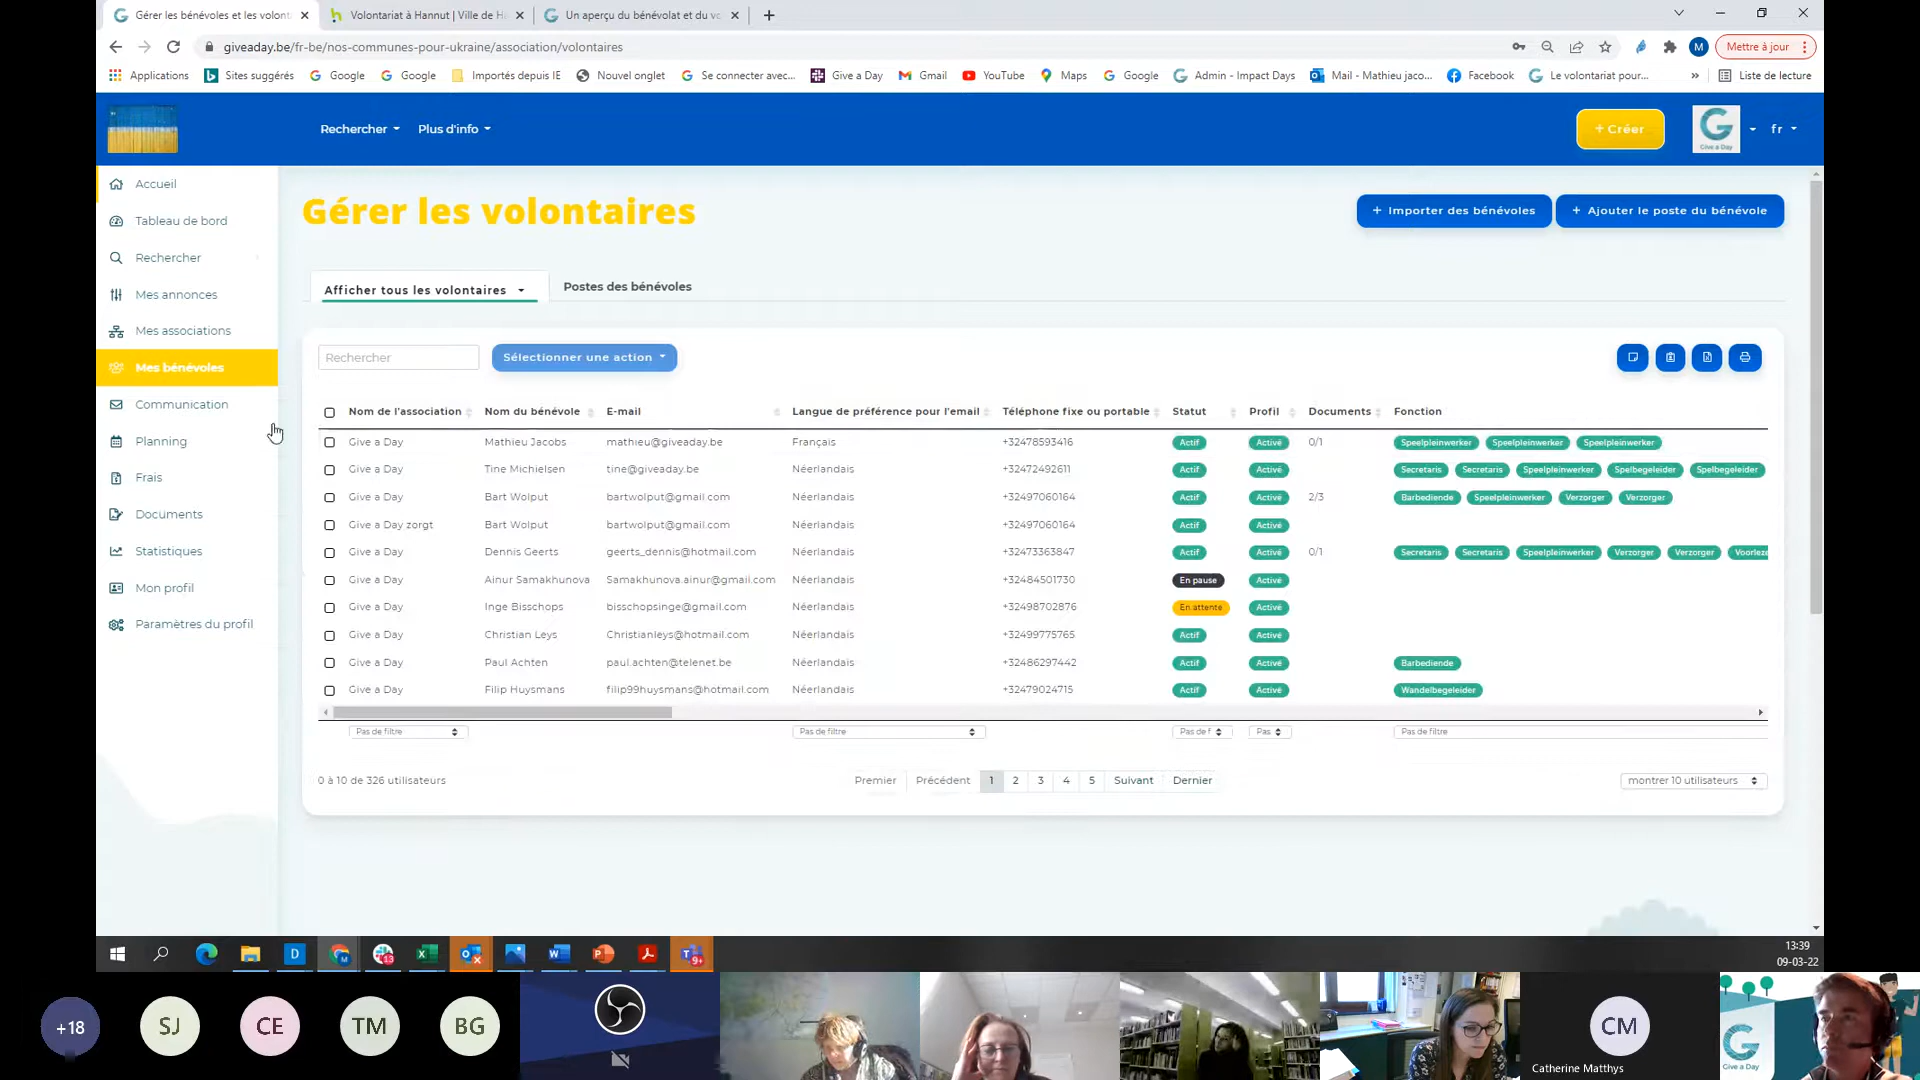 Gérer les bénévoles et les volont
Volontariat à Hannut | Ville de H
Un aperçu du bénévolat et du vo
giveaday.be/fr-be/nos-communes-pour-ukraine/association/volontaires
Mettre à jour
Applications
Sites suggérés
Google
Google
Importés depuis IE
Nouvel onglet
Se connecter avec...
Give a Day
Gmail
YouTube
Maps
Google
Admin - Impact Days
Mail - Mathieu jaco...
Facebook
Le volontariat pour...
»
Liste de lecture
Rechercher
Plus d'info
+ Créer
Give a Day
fr
Accueil
Tableau de bord
Rechercher
Mes annonces
Mes associations
Mes bénévoles
Communication
Planning
Frais
Documents
Statistiques
Mon profil
Paramètres du profil
Gérer les volontaires
+ Importer des bénévoles
+ Ajouter le poste du bénévole
Afficher tous les volontaires
Postes des bénévoles
Rechercher
Sélectionner une action
Nom de l'association Nom du bénévole E-mail Langue de préférence pour l'email Téléphone fixe ou portable Statut Profil Documents Fonction
Give a Day Mathieu Jacobs mathieu@giveaday.be Français +32478593416 Actif Activé 0/1 Speelpleinwerker Speelpleinwerker Speelpleinwerker
Give a Day Tine Michielsen tine@giveaday.be Néerlandais +32472492611 Actif Activé Secretaris Secretaris Speelpleinwerker Spelbegeleider Spelbegeleider
Give a Day Bart Wolput bartwolput@gmail.com Néerlandais +32497060164 Actif Activé 2/3 Barbediende Speelpleinwerker Verzorger Verzorger
Give a Day zorgt Bart Wolput bartwolput@gmail.com Néerlandais +32497060164 Actif Activé
Give a Day Dennis Geerts geerts_dennis@hotmail.com Néerlandais +32473363847 Actif Activé 0/1 Secretaris Secretaris Speelpleinwerker Verzorger Verzorger Voorleze
Give a Day Ainur Samakhunova Samakhunova.ainur@gmail.com Néerlandais +32484501730 En pause Activé
Give a Day Inge Bisschops bisschopsinge@gmail.com Néerlandais +32498702876 En attente Activé
Give a Day Christian Leys Christianleys@hotmail.com Néerlandais +32499775765 Actif Activé
Give a Day Paul Achten paul.achten@telenet.be Néerlandais +32486297442 Actif Activé Barbediende
Give a Day Filip Huysmans filip99huysmans@hotmail.com Néerlandais +32479024715 Actif Activé Wandelbegeleider
Pas de filtre Pas de filtre Pas de f Pas Pas de filtre
0 à 10 de 326 utilisateurs
Premier Précédent 1 2 3 4 5 Suivant Dernier
montrer 10 utilisateurs
13:39
09-03-22
+18
SJ
CE
TM
BG
CM
Catherine Matthys
Give a Day